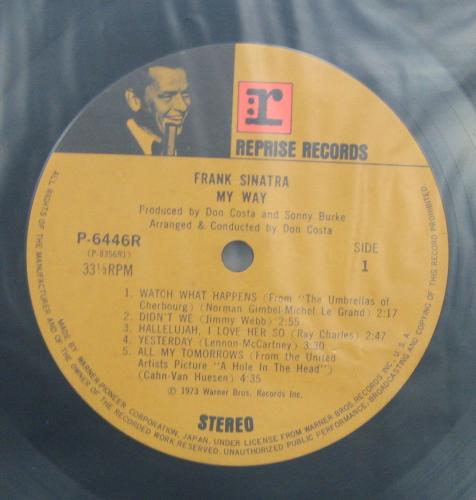 r
REPRISE RECORDS
FRANK SINATRA
MY WAY
Produced by Don Costa and Sonny Burke
Arranged & Conducted by Don Costa
P-6446R
(P-8356R1)
33⅓RPM
SIDE
1
1. WATCH WHAT HAPPENS (From "The Umbrellas of
Cherbourg) (Norman Gimbel-Michel Le Grand) 2:17
2. DIDN'T WE (Jimmy Webb) 2:55
3. HALLELUJAH, I LOVE HER SO (Ray Charles) 2:47
4. YESTERDAY (Lennon-McCartney) 3:30
5. ALL MY TOMORROWS (From the United
Artists Picture "A Hole In The Head")
(Cahn-Van Huesen) 4:35
℗ 1973 Warner Bros. Records Inc.
STEREO
ALL RIGHTS OF THE MANUFACTURER AND OF THE OWNER OF THE RECORDED WORK RESERVED. UNAUTHORIZED PUBLIC PERFORMANCE, BROADCASTING AND COPYING OF THIS RECORD PROHIBITED.
MADE BY WARNER-PIONEER CORPORATION, JAPAN, UNDER LICENSE FROM WARNER BROS. RECORDS INC., U.S.A.